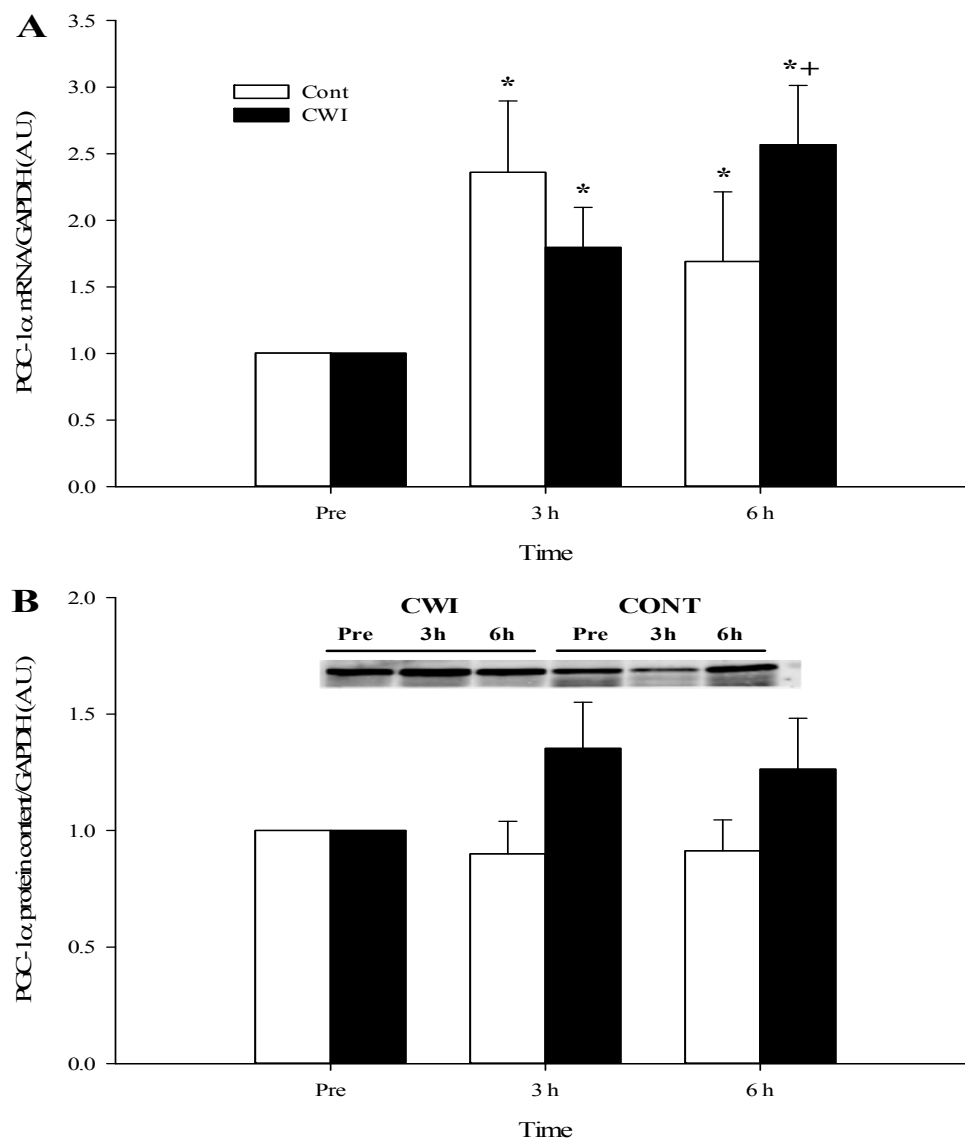 A
PGC-1α mRNA/GAPDH (A.U.)
3.5
3.0
2.5
2.0
1.5
1.0
0.5
0.0
Cont
CWI
*
*
*
*+
Pre 3 h 6 h
Time
B
PGC-1α protein content/GAPDH (A.U.)
2.0
1.5
1.0
0.5
0.0
CWI CONT
Pre 3h 6h Pre 3h 6h
Pre 3 h 6 h
Time